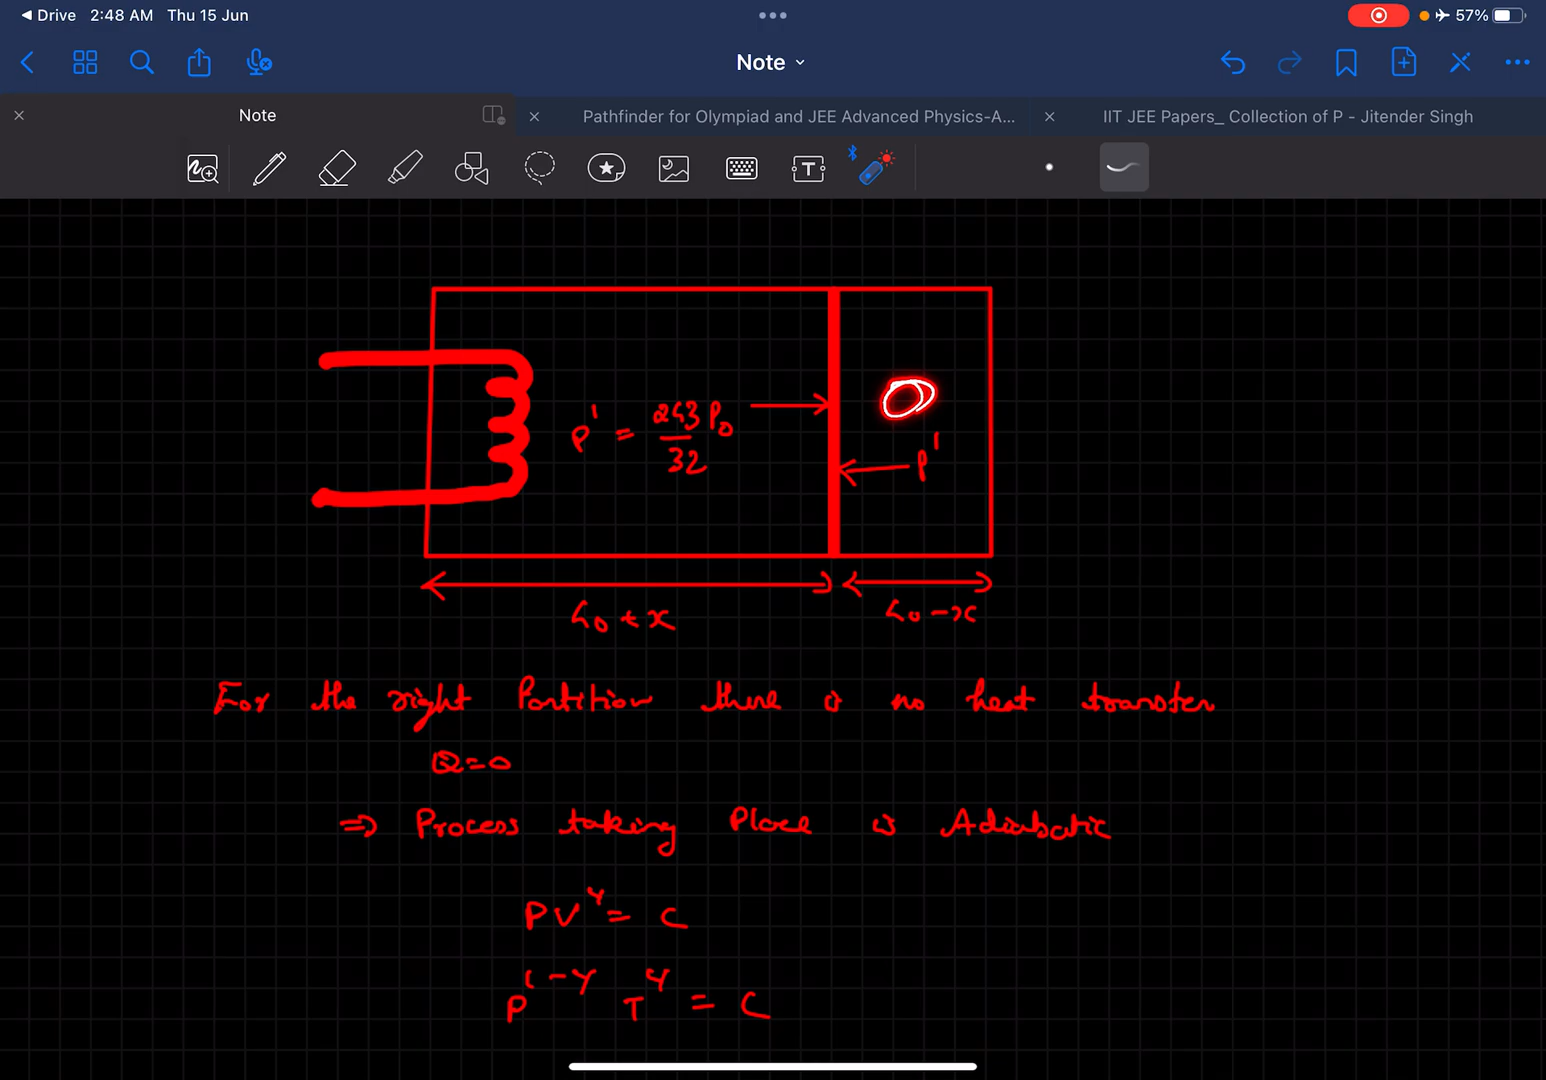 Drive 2:48 AM Thu 15 Jun
57%
Note
Note
Pathfinder for Olympiad and JEE Advanced Physics-A...
IIT JEE Papers_ Collection of P - Jitender Singh
T
P' = 243 P₀ / 32
P'
L₀ + x
L₀ - x
For the right Partition there is no heat transfer
Q=0
⇒ Process taking Place is Adiabatic
PV^γ = C
P^(1-γ) T^γ = C